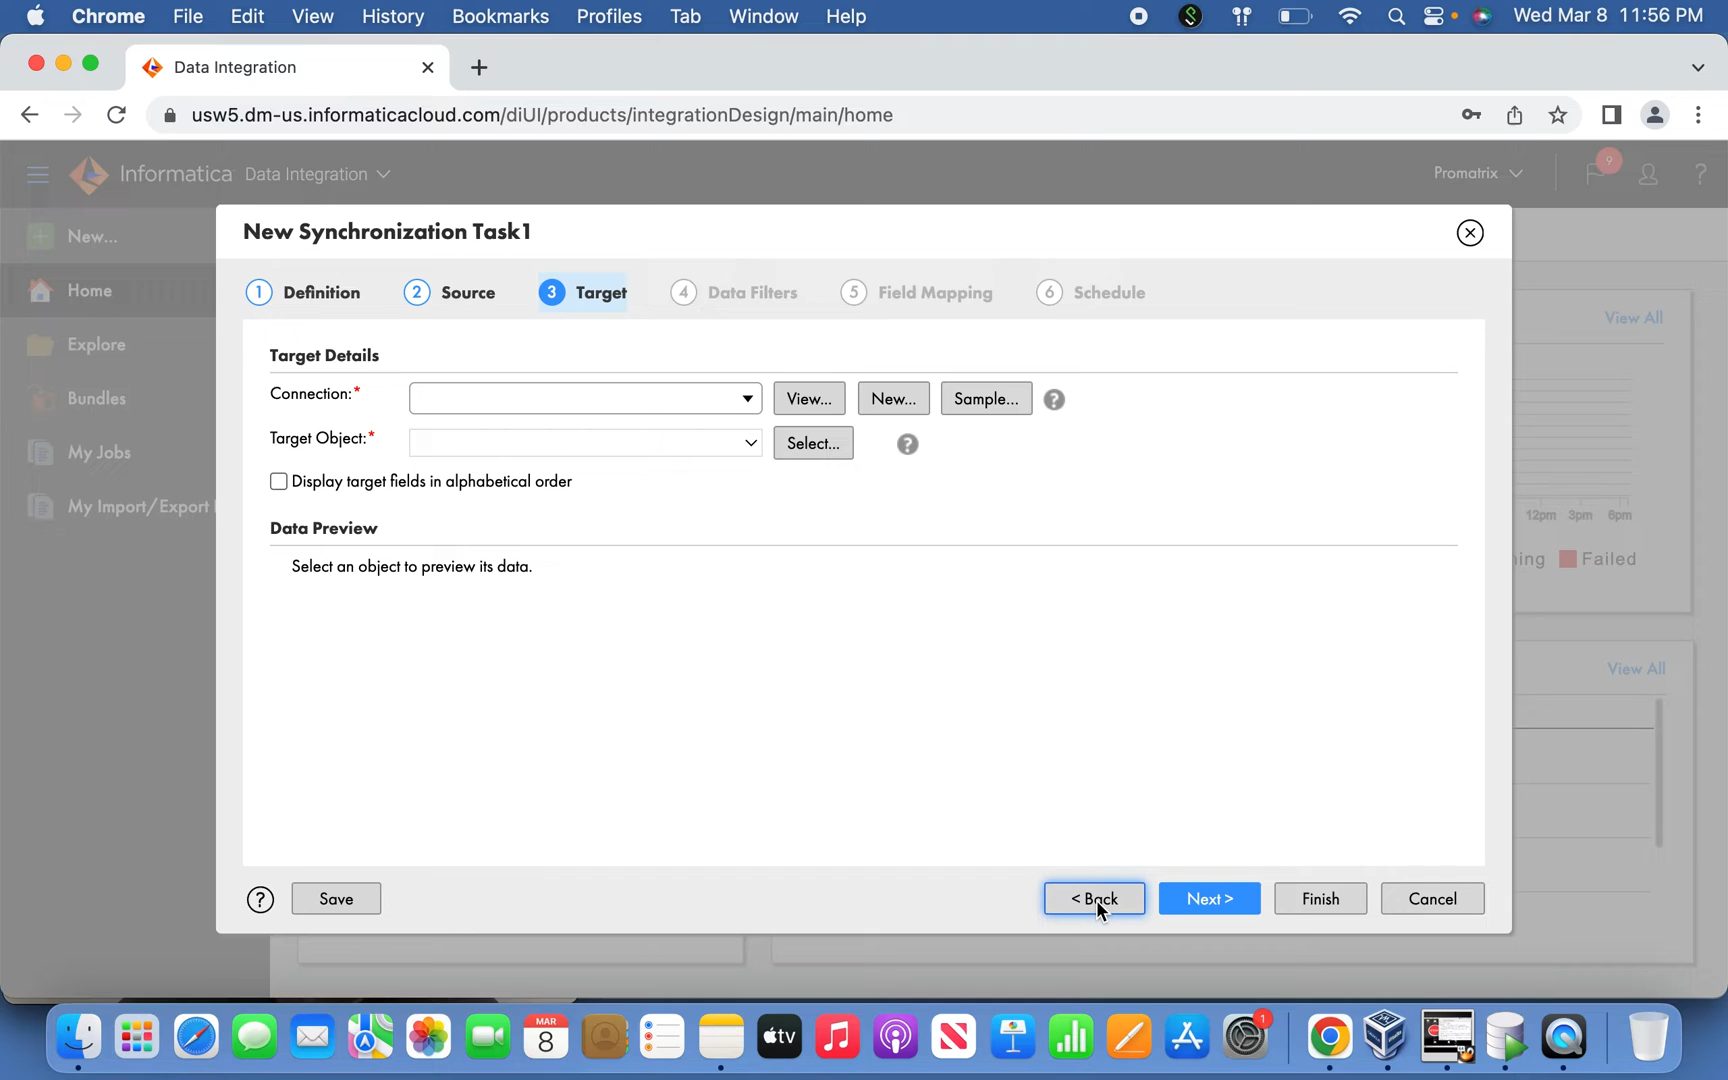 Chrome File Edit View History Bookmarks Profiles Tab Window Help Wed Mar 8 11:56 PM
Data Integration
usw5.dm-us.informaticacloud.com/diUI/products/integrationDesign/main/home
Informatica Data Integration Promatrix 9 ?
New...
Home
Explore
Bundles
My Jobs
My Import/Export
New Synchronization Task1
1 Definition 2 Source 3 Target 4 Data Filters 5 Field Mapping 6 Schedule
Target Details
Connection:* View... New... Sample... ?
Target Object:* Select... ?
Display target fields in alphabetical order
Data Preview
Select an object to preview its data.
? Save < Back Next > Finish Cancel
View All
12pm 3pm 6pm
ing Failed
View All
MAR
8
tv
1